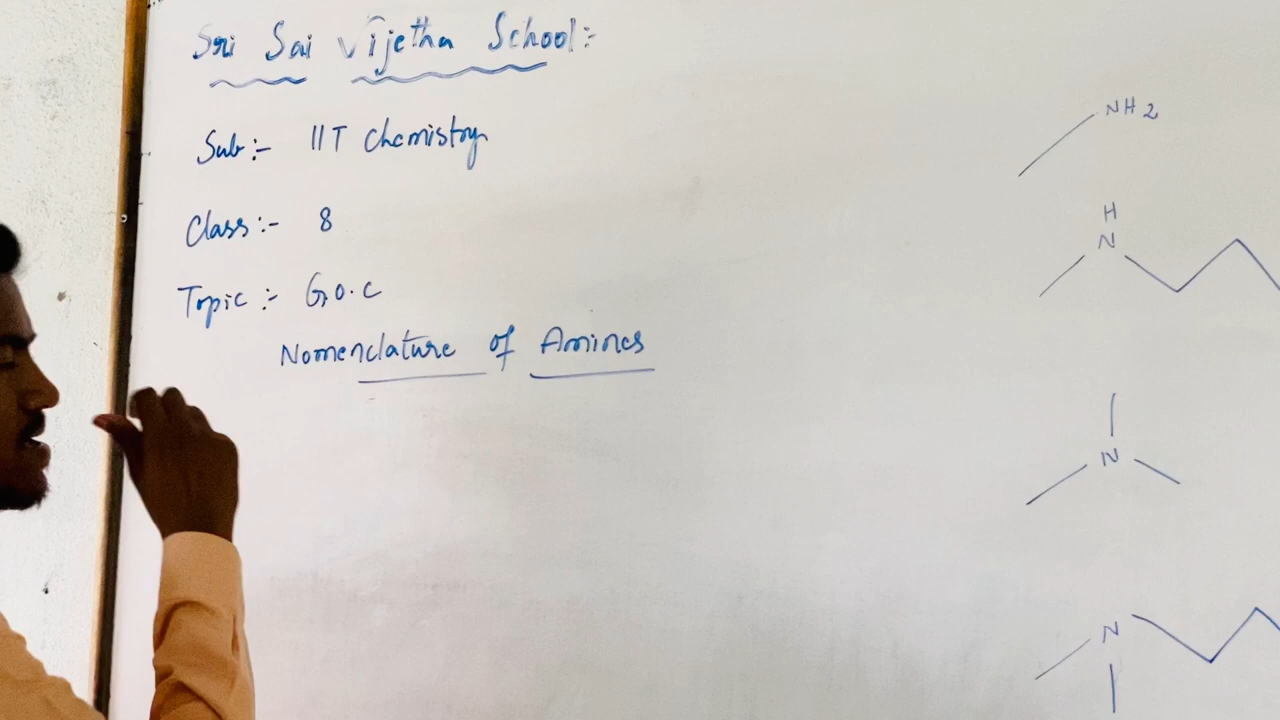 Sri Sai Vijetha School:-
Sub:- IIT Chemistry
Class:- 8
Topic:- G.O.C
Nomenclature of Amines
NH2
H
N
N
N